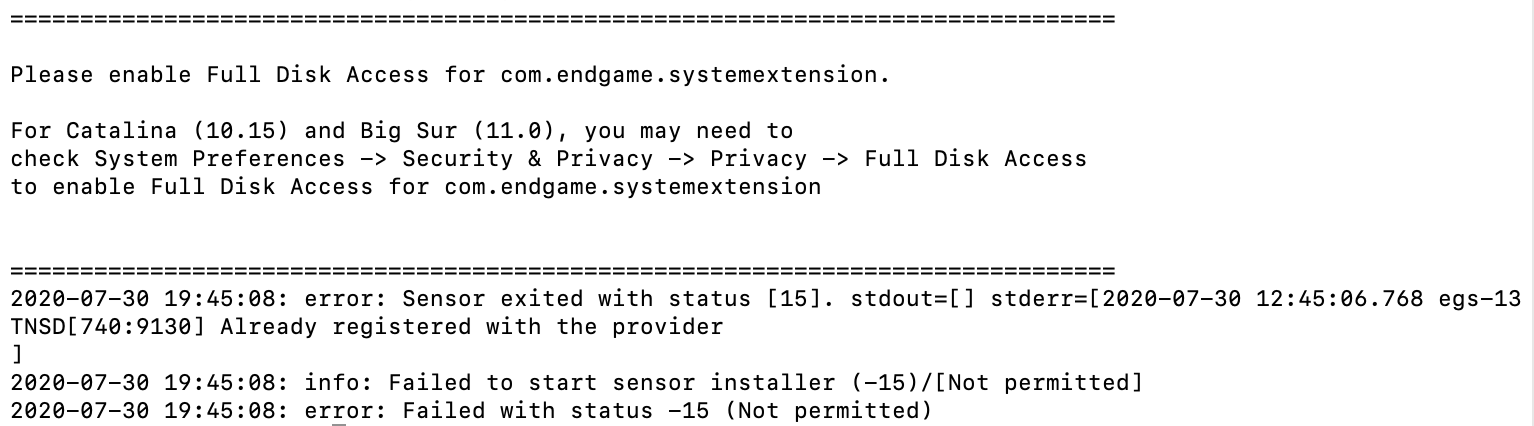 ===============================================================================
Please enable Full Disk Access for com.endgame.systemextension.
For Catalina (10.15) and Big Sur (11.0), you may need to
check System Preferences -> Security & Privacy -> Privacy -> Full Disk Access
to enable Full Disk Access for com.endgame.systemextension
===============================================================================
2020-07-30 19:45:08: error: Sensor exited with status [15]. stdout=[] stderr=[2020-07-30 12:45:06.768 egs-13
TNSD[740:9130] Already registered with the provider
]
2020-07-30 19:45:08: info: Failed to start sensor installer (-15)/[Not permitted]
2020-07-30 19:45:08: error: Failed with status -15 (Not permitted)